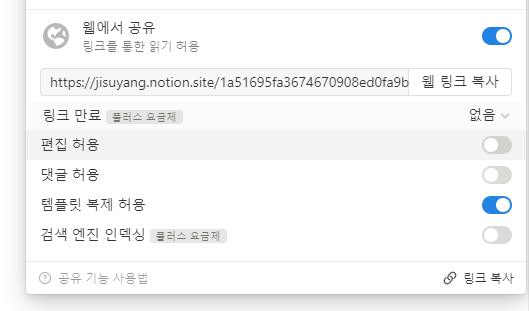 웹에서 공유
링크를 통한 읽기 허용
https://jisuyang.notion.site/1a51695fa3674670908ed0fa9b 웹 링크 복사
링크 만료 플러스 요금제 없음
편집 허용
댓글 허용
템플릿 복제 허용
검색 엔진 인덱싱 플러스 요금제
공유 기능 사용법 링크 복사